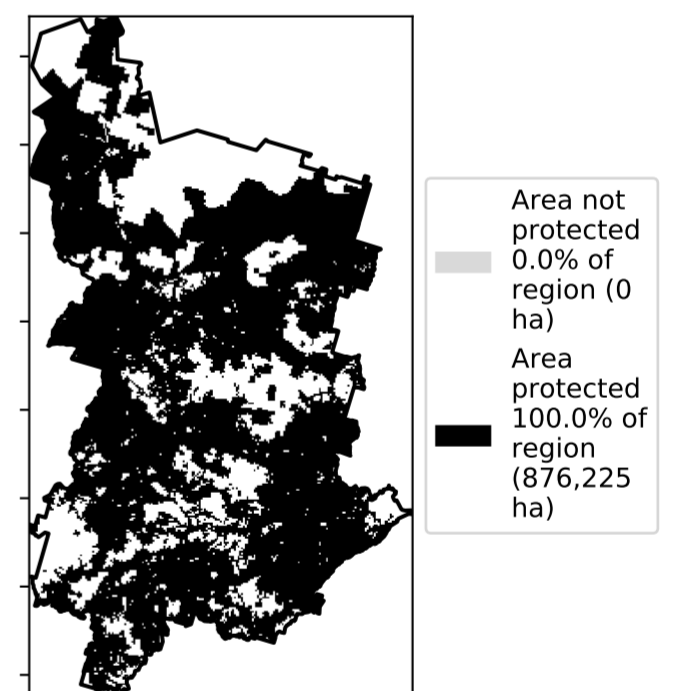 Area not
protected
0.0% of
region (0
ha)
Area
protected
100.0% of
region
(876,225
ha)